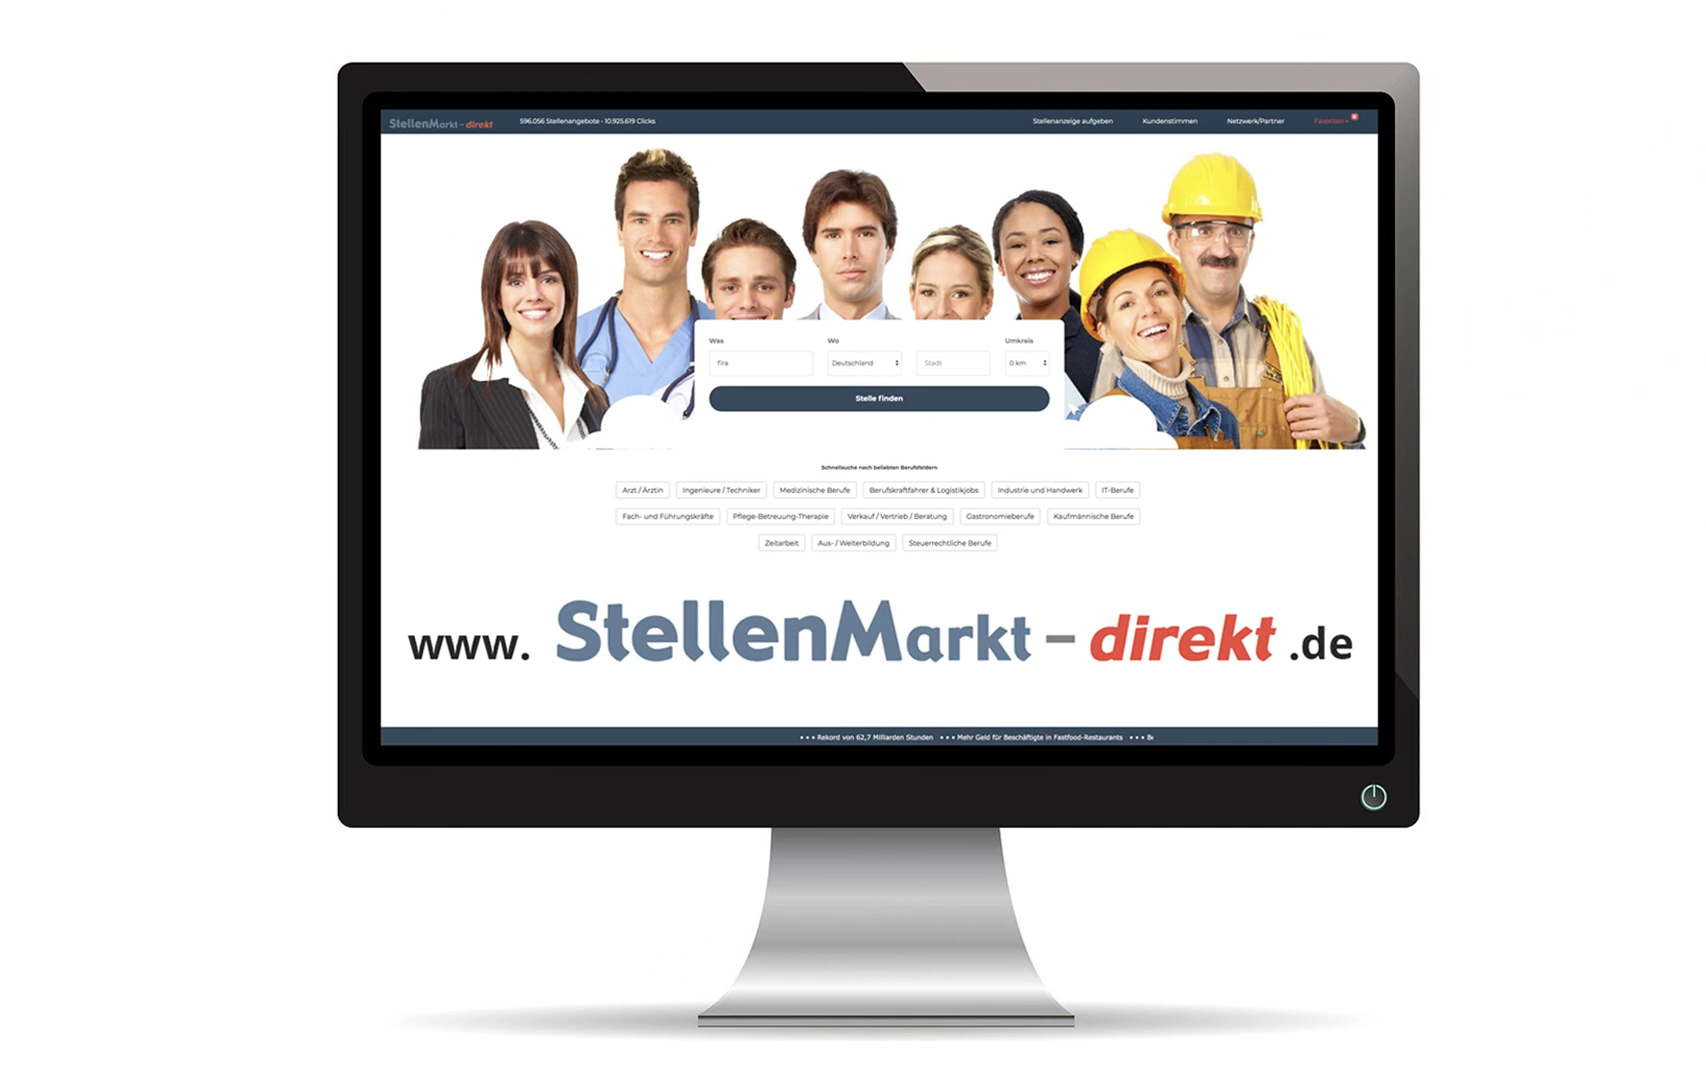 StellenMarkt - direkt 596.056 Stellenangebote - 10.925.619 Clicks Stellenanzeige aufgeben Kundenstimmen Netzwerk/Partner Favoriten
Was Wo Umkreis
fira Deutschland Stadt 0 km
Stelle finden
Schnellsuche nach beliebten Berufsfeldern
Arzt / Ärztin Ingenieure / Techniker Medizinische Berufe Berufskraftfahrer & Logistikjobs Industrie und Handwerk IT-Berufe
Fach- und Führungskräfte Pflege-Betreuung-Therapie Verkauf / Vertrieb / Beratung Gastronomieberufe Kaufmännische Berufe
Zeitarbeit Aus- / Weiterbildung Steuerrechtliche Berufe
www. StellenMarkt - direkt .de
• • • Rekord von 62,7 Milliarden Stunden • • • Mehr Geld für Beschäftigte in Fastfood-Restaurants • • • Be